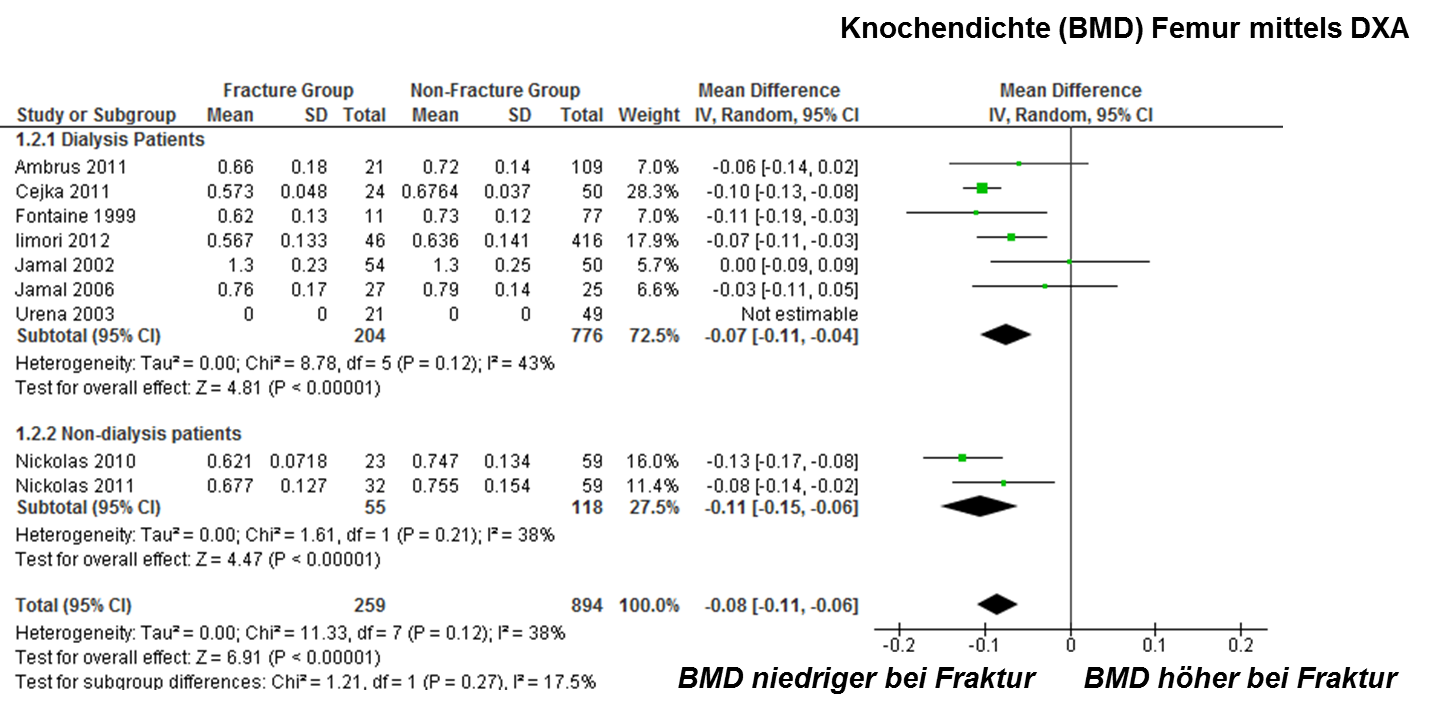 Knochendichte (BMD) Femur mittels DXA
Fracture Group Non-Fracture Group Mean Difference Mean Difference
Study or Subgroup Mean SD Total Mean SD Total Weight IV, Random, 95% CI IV, Random, 95% CI
1.2.1 Dialysis Patients
Ambrus 2011 0.66 0.18 21 0.72 0.14 109 7.0% -0.06 [-0.14, 0.02]
Cejka 2011 0.573 0.048 24 0.6764 0.037 50 28.3% -0.10 [-0.13, -0.08]
Fontaine 1999 0.62 0.13 11 0.73 0.12 77 7.0% -0.11 [-0.19, -0.03]
Iimori 2012 0.567 0.133 46 0.636 0.141 416 17.9% -0.07 [-0.11, -0.03]
Jamal 2002 1.3 0.23 54 1.3 0.25 50 5.7% 0.00 [-0.09, 0.09]
Jamal 2006 0.76 0.17 27 0.79 0.14 25 6.6% -0.03 [-0.11, 0.05]
Urena 2003 0 0 21 0 0 49 Not estimable
Subtotal (95% CI) 204 776 72.5% -0.07 [-0.11, -0.04]
Heterogeneity: Tau² = 0.00; Chi² = 8.78, df = 5 (P = 0.12); I² = 43%
Test for overall effect: Z = 4.81 (P < 0.00001)
1.2.2 Non-dialysis patients
Nickolas 2010 0.621 0.0718 23 0.747 0.134 59 16.0% -0.13 [-0.17, -0.08]
Nickolas 2011 0.677 0.127 32 0.755 0.154 59 11.4% -0.08 [-0.14, -0.02]
Subtotal (95% CI) 55 118 27.5% -0.11 [-0.15, -0.06]
Heterogeneity: Tau² = 0.00; Chi² = 1.61, df = 1 (P = 0.21); I² = 38%
Test for overall effect: Z = 4.47 (P < 0.00001)
Total (95% CI) 259 894 100.0% -0.08 [-0.11, -0.06]
Heterogeneity: Tau² = 0.00; Chi² = 11.33, df = 7 (P = 0.12); I² = 38%
Test for overall effect: Z = 6.91 (P < 0.00001)
Test for subgroup differences: Chi² = 1.21, df = 1 (P = 0.27), I² = 17.5%
-0.2 -0.1 0 0.1 0.2
BMD niedriger bei Fraktur BMD höher bei Fraktur